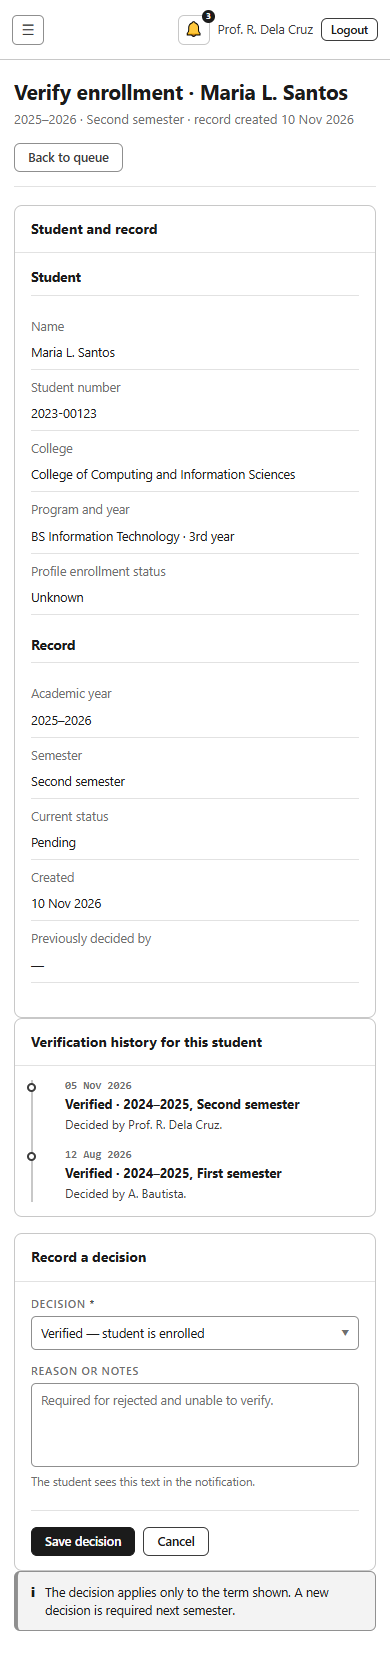 ☰
3
Prof. R. Dela Cruz
Logout
Verify enrollment · Maria L. Santos
2025–2026 · Second semester · record created 10 Nov 2026
Back to queue
Student and record
Student
Name
Maria L. Santos
Student number
2023-00123
College
College of Computing and Information Sciences
Program and year
BS Information Technology · 3rd year
Profile enrollment status
Unknown
Record
Academic year
2025–2026
Semester
Second semester
Current status
Pending
Created
10 Nov 2026
Previously decided by
—
Verification history for this student
05 Nov 2026
Verified · 2024–2025, Second semester
Decided by Prof. R. Dela Cruz.
12 Aug 2026
Verified · 2024–2025, First semester
Decided by A. Bautista.
Record a decision
DECISION *
Verified — student is enrolled
REASON OR NOTES
Required for rejected and unable to verify.
The student sees this text in the notification.
Save decision
Cancel
i The decision applies only to the term shown. A new
decision is required next semester.